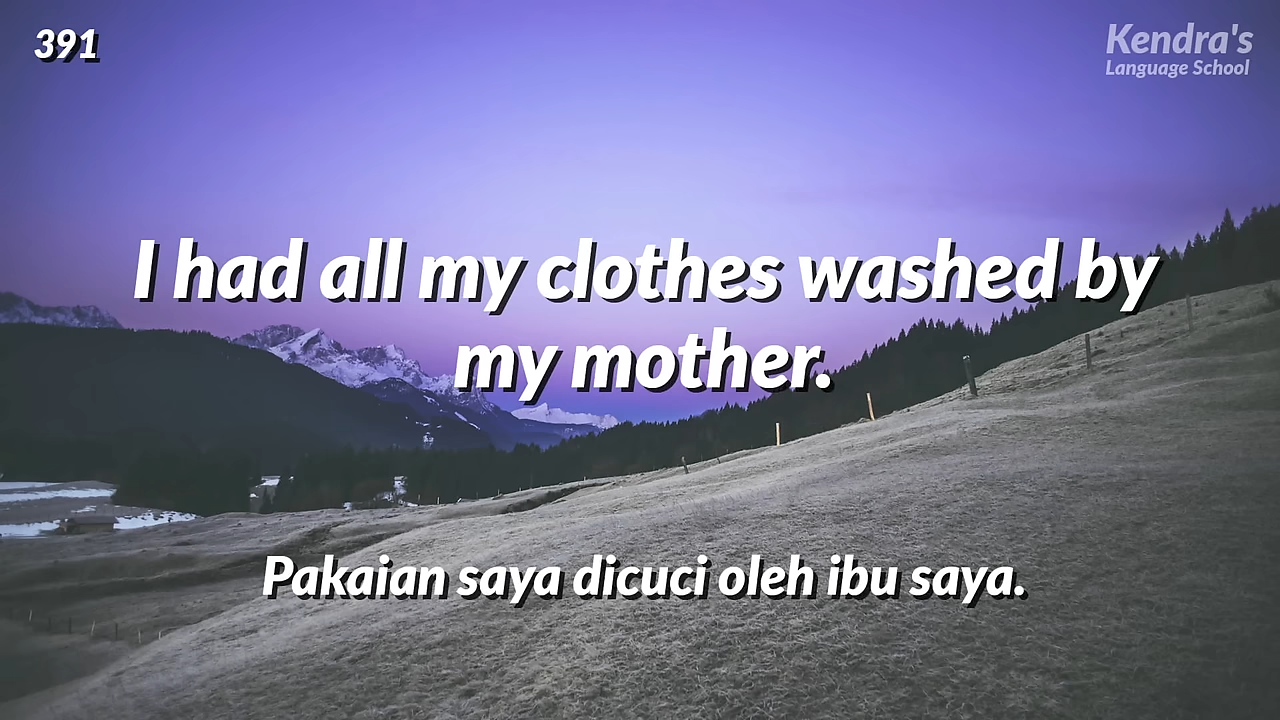 391
Kendra's
Language School
I had all my clothes washed by
my mother.
Pakaian saya dicuci oleh ibu saya.